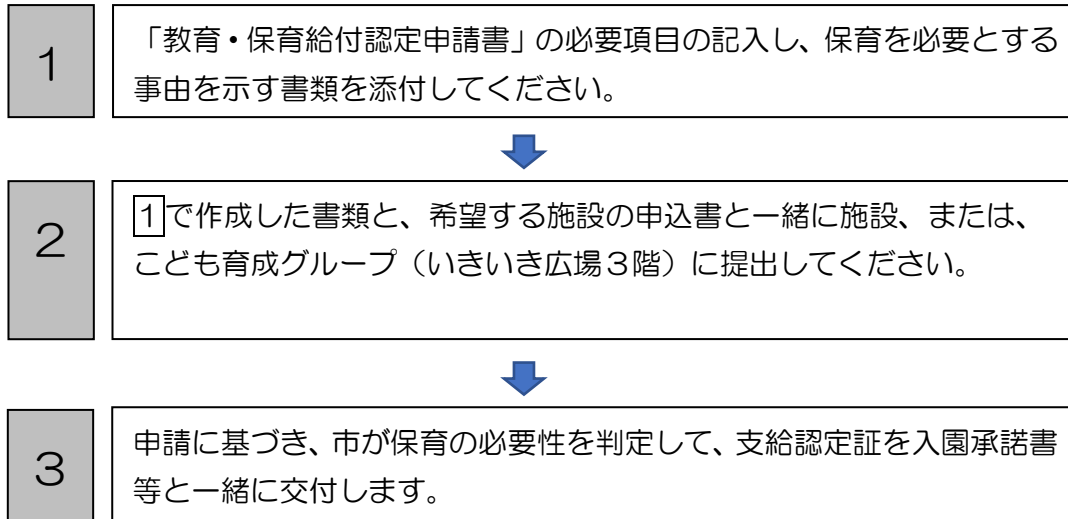 1
「教育・保育給付認定申請書」の必要項目の記入し、保育を必要とする
事由を示す書類を添付してください。
2
1で作成した書類と、希望する施設の申込書と一緒に施設、または、
こども育成グループ（いきいき広場３階）に提出してください。
3
申請に基づき、市が保育の必要性を判定して、支給認定証を入園承諾書
等と一緒に交付します。